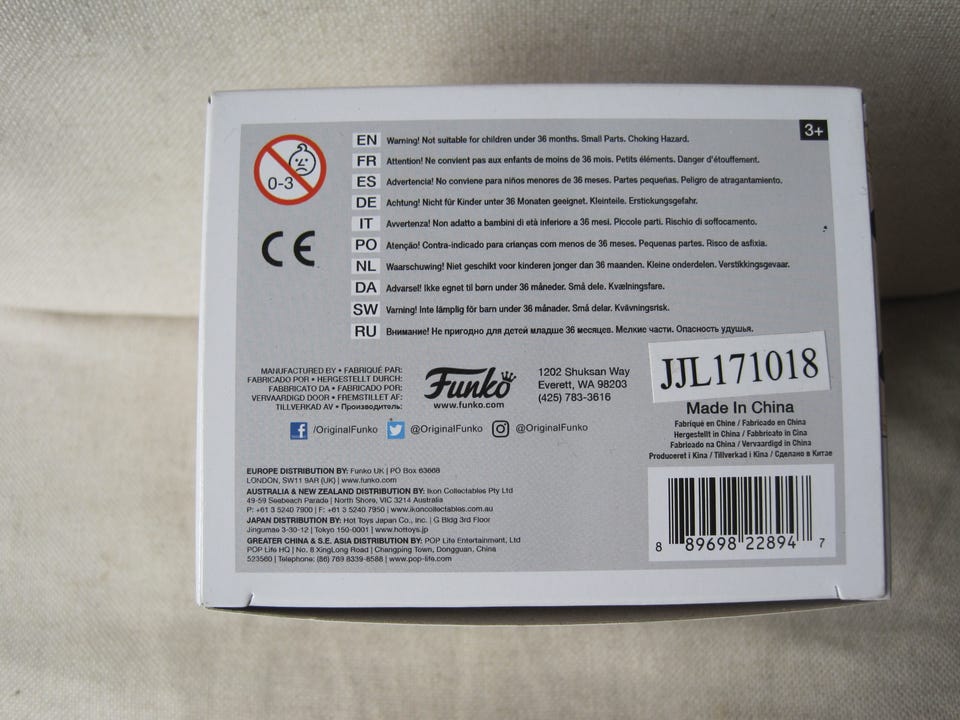 3+
0-3
CE
EN Warning! Not suitable for children under 36 months. Small Parts. Choking Hazard.
FR Attention! Ne convient pas aux enfants de moins de 36 mois. Petits éléments. Danger d'étouffement.
ES Advertencia! No conviene para niños menores de 36 meses. Partes pequeñas. Peligro de atragantamiento.
DE Achtung! Nicht für Kinder unter 36 Monaten geeignet. Kleinteile. Erstickungsgefahr.
IT Avvertenza! Non adatto a bambini di età inferiore a 36 mesi. Piccole parti. Rischio di soffocamento.
PO Atenção! Contra-indicado para crianças com menos de 36 meses. Pequenas partes. Risco de asfixia.
NL Waarschuwing! Niet geschikt voor kinderen jonger dan 36 maanden. Kleine onderdelen. Verstikkingsgevaar.
DA Advarsel! Ikke egnet til børn under 36 måneder. Små dele. Kvælningsfare.
SW Varning! Inte lämplig för barn under 36 månader. Små delar. Kvävningsrisk.
RU Внимание! Не пригодно для детей младше 36 месяцев. Мелкие части. Опасность удушья.
MANUFACTURED BY • FABRIQUÉ PAR:
FABRICADO POR • HERGESTELLT DURCH:
FABBRICATO DA • FABRICADO POR:
VERVAARDIGD DOOR • FREMSTILLET AF:
TILLVERKAD AV • Производитель:
Funko
www.funko.com
1202 Shuksan Way
Everett, WA 98203
(425) 783-3616
/OriginalFunko @OriginalFunko @OriginalFunko
JJL171018
Made In China
Fabriqué en Chine / Fabricado en China
Hergestellt in China / Fabbricato in Cina
Fabricado na China / Vervaardigd in China
Produceret i Kina / Tillverkad i Kina / Сделано в Китае
EUROPE DISTRIBUTION BY: Funko UK | PO Box 63668
LONDON, SW11 9AR (UK) | www.funko.com
AUSTRALIA & NEW ZEALAND DISTRIBUTION BY: Ikon Collectables Pty Ltd
49-59 Seebeach Parade | North Shore, VIC 3214 Australia
P: +61 3 5240 7900 | F: +61 3 5240 7950 | www.ikoncollectables.com.au
JAPAN DISTRIBUTION BY: Hot Toys Japan Co., Inc. | G Bldg 3rd Floor
Jingumae 3-30-12 | Tokyo 150-0001 | www.hottoys.jp
GREATER CHINA & S.E. ASIA DISTRIBUTION BY: POP Life Entertainment, Ltd
POP Life HQ | No. 8 XingLong Road | Changping Town, Dongguan, China
523560 | Telephone: (86) 769 8339-8588 | www.pop-life.com
8 89698 22894 7